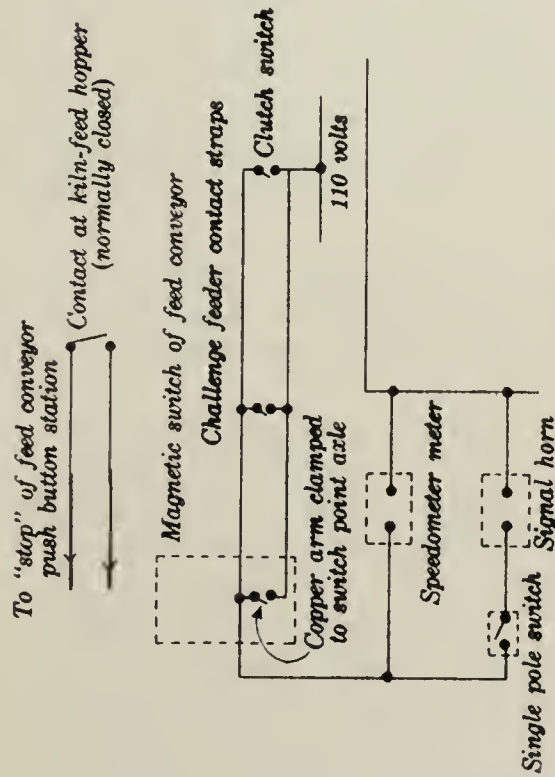 To "stop" of feed conveyor
push button station
Contact at kiln-feed hopper
(normally closed)
Magnetic switch of feed conveyor
Challenge feeder contact straps
Clutch switch
110 volts
Copper arm clamped
to switch point axle
Speedometer meter
Signal horn
Single pole switch